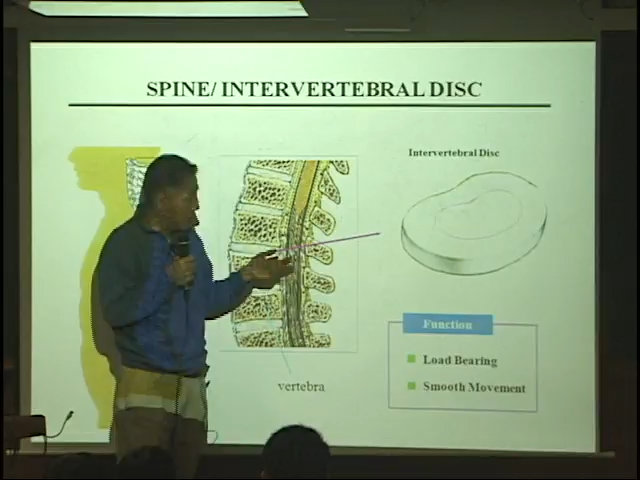 SPINE/ INTERVERTEBRAL DISC
Intervertebral Disc
Function
Load Bearing
Smooth Movement
vertebra